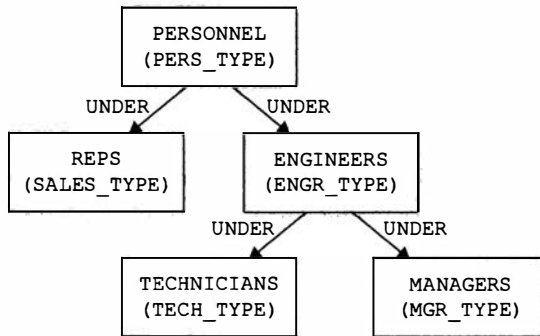 PERSONNEL
(PERS_TYPE)
UNDER
UNDER
REPS
(SALES_TYPE)
ENGINEERS
(ENGR_TYPE)
UNDER
UNDER
TECHNICIANS
(TECH_TYPE)
MANAGERS
(MGR_TYPE)